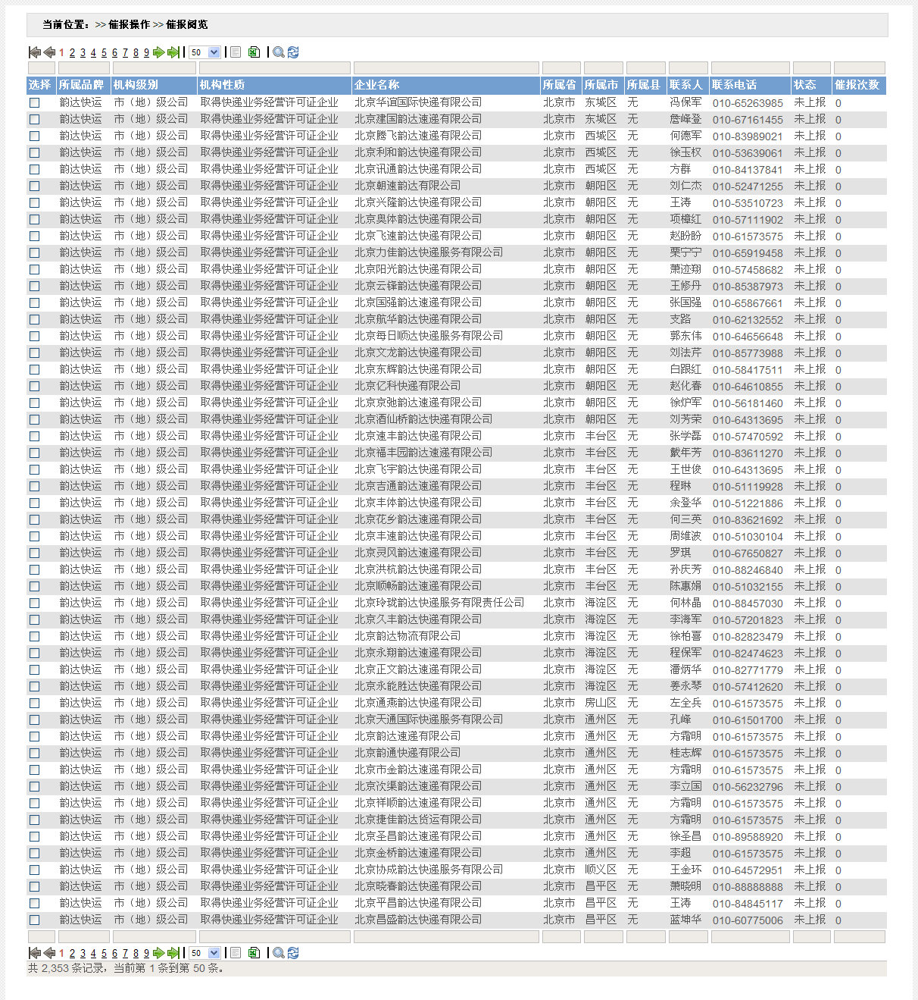 当前位置：>> 催报操作 >> 催报阅览
1 2 3 4 5 6 7 8 9 50
选择 所属品牌 机构级别 机构性质 企业名称 所属省 所属市 所属县 联系人 联系电话 状态 催报次数
韵达快运 市（地）级公司 取得快递业务经营许可证企业 北京华谊国际快递有限公司 北京市 东城区 无 冯保军 010-65263985 未上报 0
韵达快运 市（地）级公司 取得快递业务经营许可证企业 北京建国韵达速递有限公司 北京市 东城区 无 詹峰登 010-67161455 未上报 0
韵达快运 市（地）级公司 取得快递业务经营许可证企业 北京腾飞韵达速递有限公司 北京市 西城区 无 何德军 010-83989021 未上报 0
韵达快运 市（地）级公司 取得快递业务经营许可证企业 北京利和韵达快递有限公司 北京市 西城区 无 徐玉权 010-53639061 未上报 0
韵达快运 市（地）级公司 取得快递业务经营许可证企业 北京讯通韵达快递有限公司 北京市 西城区 无 方群 010-84137841 未上报 0
韵达快运 市（地）级公司 取得快递业务经营许可证企业 北京朝速韵达有限公司 北京市 朝阳区 无 刘仁杰 010-52471255 未上报 0
韵达快运 市（地）级公司 取得快递业务经营许可证企业 北京兴隆韵达快递有限公司 北京市 朝阳区 无 王涛 010-53510723 未上报 0
韵达快运 市（地）级公司 取得快递业务经营许可证企业 北京奥体韵达快递有限公司 北京市 朝阳区 无 项樟红 010-57111902 未上报 0
韵达快运 市（地）级公司 取得快递业务经营许可证企业 北京飞速韵达快递有限公司 北京市 朝阳区 无 赵盼盼 010-61573575 未上报 0
韵达快运 市（地）级公司 取得快递业务经营许可证企业 北京力佳韵达快递服务有限公司 北京市 朝阳区 无 栗宁宁 010-65919458 未上报 0
韵达快运 市（地）级公司 取得快递业务经营许可证企业 北京阳光韵达快递有限公司 北京市 朝阳区 无 萧迹翔 010-57458682 未上报 0
韵达快运 市（地）级公司 取得快递业务经营许可证企业 北京云锋韵达快递有限公司 北京市 朝阳区 无 王修丹 010-85387973 未上报 0
韵达快运 市（地）级公司 取得快递业务经营许可证企业 北京国强韵达快递有限公司 北京市 朝阳区 无 张国强 010-65867661 未上报 0
韵达快运 市（地）级公司 取得快递业务经营许可证企业 北京航华韵达快递有限公司 北京市 朝阳区 无 支路 010-62132552 未上报 0
韵达快运 市（地）级公司 取得快递业务经营许可证企业 北京每日顺达快递服务有限公司 北京市 朝阳区 无 郭东伟 010-64656648 未上报 0
韵达快运 市（地）级公司 取得快递业务经营许可证企业 北京文龙韵达快递有限公司 北京市 朝阳区 无 刘法芹 010-85773988 未上报 0
韵达快运 市（地）级公司 取得快递业务经营许可证企业 北京东辉韵达快递有限公司 北京市 朝阳区 无 白跟红 010-58417511 未上报 0
韵达快运 市（地）级公司 取得快递业务经营许可证企业 北京亿科快递有限公司 北京市 朝阳区 无 赵化春 010-64610855 未上报 0
韵达快运 市（地）级公司 取得快递业务经营许可证企业 北京京弛韵达速递有限公司 北京市 朝阳区 无 徐炉军 010-56181460 未上报 0
韵达快运 市（地）级公司 取得快递业务经营许可证企业 北京酒仙桥韵达快递有限公司 北京市 朝阳区 无 刘芳荣 010-64313695 未上报 0
韵达快运 市（地）级公司 取得快递业务经营许可证企业 北京速丰韵达快递有限公司 北京市 丰台区 无 张学磊 010-57470592 未上报 0
韵达快运 市（地）级公司 取得快递业务经营许可证企业 北京福丰园韵达速递有限公司 北京市 丰台区 无 戴年芳 010-83611270 未上报 0
韵达快运 市（地）级公司 取得快递业务经营许可证企业 北京飞宇韵达快递有限公司 北京市 丰台区 无 王世俊 010-64313695 未上报 0
韵达快运 市（地）级公司 取得快递业务经营许可证企业 北京吉通韵达速递有限公司 北京市 丰台区 无 程琳 010-51119928 未上报 0
韵达快运 市（地）级公司 取得快递业务经营许可证企业 北京丰体韵达快递有限公司 北京市 丰台区 无 余登华 010-51221886 未上报 0
韵达快运 市（地）级公司 取得快递业务经营许可证企业 北京花乡韵达速递有限公司 北京市 丰台区 无 何三英 010-83621692 未上报 0
韵达快运 市（地）级公司 取得快递业务经营许可证企业 北京丰速韵达速递有限公司 北京市 丰台区 无 周维波 010-51030104 未上报 0
韵达快运 市（地）级公司 取得快递业务经营许可证企业 北京灵风韵达速递有限公司 北京市 丰台区 无 罗琪 010-67650827 未上报 0
韵达快运 市（地）级公司 取得快递业务经营许可证企业 北京洪杭韵达快递有限公司 北京市 丰台区 无 孙庆芳 010-88246840 未上报 0
韵达快运 市（地）级公司 取得快递业务经营许可证企业 北京顺畅韵达速递有限公司 北京市 丰台区 无 陈惠娟 010-51032155 未上报 0
韵达快运 市（地）级公司 取得快递业务经营许可证企业 北京玲珑韵达快递服务有限责任公司 北京市 海淀区 无 何林晶 010-88457030 未上报 0
韵达快运 市（地）级公司 取得快递业务经营许可证企业 北京久丰韵达快递有限公司 北京市 海淀区 无 李海军 010-57201823 未上报 0
韵达快运 市（地）级公司 取得快递业务经营许可证企业 北京韵达物流有限公司 北京市 海淀区 无 徐柏喜 010-82823479 未上报 0
韵达快运 市（地）级公司 取得快递业务经营许可证企业 北京永翔韵达速递有限公司 北京市 海淀区 无 程保军 010-82474623 未上报 0
韵达快运 市（地）级公司 取得快递业务经营许可证企业 北京正文韵达速递有限公司 北京市 海淀区 无 潘炳华 010-82771779 未上报 0
韵达快运 市（地）级公司 取得快递业务经营许可证企业 北京永能胜达快递有限公司 北京市 海淀区 无 姜永琴 010-57412620 未上报 0
韵达快运 市（地）级公司 取得快递业务经营许可证企业 北京通燕韵达快递有限公司 北京市 房山区 无 左全兵 010-61573575 未上报 0
韵达快运 市（地）级公司 取得快递业务经营许可证企业 北京天通国际快递服务有限公司 北京市 通州区 无 孔峰 010-61501700 未上报 0
韵达快运 市（地）级公司 取得快递业务经营许可证企业 北京韵达速递有限公司 北京市 通州区 无 方霜明 010-61573575 未上报 0
韵达快运 市（地）级公司 取得快递业务经营许可证企业 北京韵通快递有限公司 北京市 通州区 无 桂志辉 010-61573575 未上报 0
韵达快运 市（地）级公司 取得快递业务经营许可证企业 北京市金韵达速递有限公司 北京市 通州区 无 方霜明 010-61573575 未上报 0
韵达快运 市（地）级公司 取得快递业务经营许可证企业 北京次渠韵达速递有限公司 北京市 通州区 无 李立国 010-56232796 未上报 0
韵达快运 市（地）级公司 取得快递业务经营许可证企业 北京祥顺韵达速递有限公司 北京市 通州区 无 方霜明 010-61573575 未上报 0
韵达快运 市（地）级公司 取得快递业务经营许可证企业 北京捷佳韵达货运有限公司 北京市 通州区 无 方霜明 010-61573575 未上报 0
韵达快运 市（地）级公司 取得快递业务经营许可证企业 北京圣昌韵达速递有限公司 北京市 通州区 无 徐圣昌 010-89588920 未上报 0
韵达快运 市（地）级公司 取得快递业务经营许可证企业 北京金桥韵达速递有限公司 北京市 通州区 无 李超 010-61573575 未上报 0
韵达快运 市（地）级公司 取得快递业务经营许可证企业 北京协成韵达快递服务有限公司 北京市 顺义区 无 王金环 010-64572951 未上报 0
韵达快运 市（地）级公司 取得快递业务经营许可证企业 北京晓春韵达快递有限公司 北京市 昌平区 无 萧晓明 010-88888888 未上报 0
韵达快运 市（地）级公司 取得快递业务经营许可证企业 北京平昌韵达快递有限公司 北京市 昌平区 无 王涛 010-84845117 未上报 0
韵达快运 市（地）级公司 取得快递业务经营许可证企业 北京昌盛韵达快递有限公司 北京市 昌平区 无 蓝坤华 010-60775006 未上报 0
1 2 3 4 5 6 7 8 9 50
共 2,353 条记录，当前第 1 条到第 50 条。